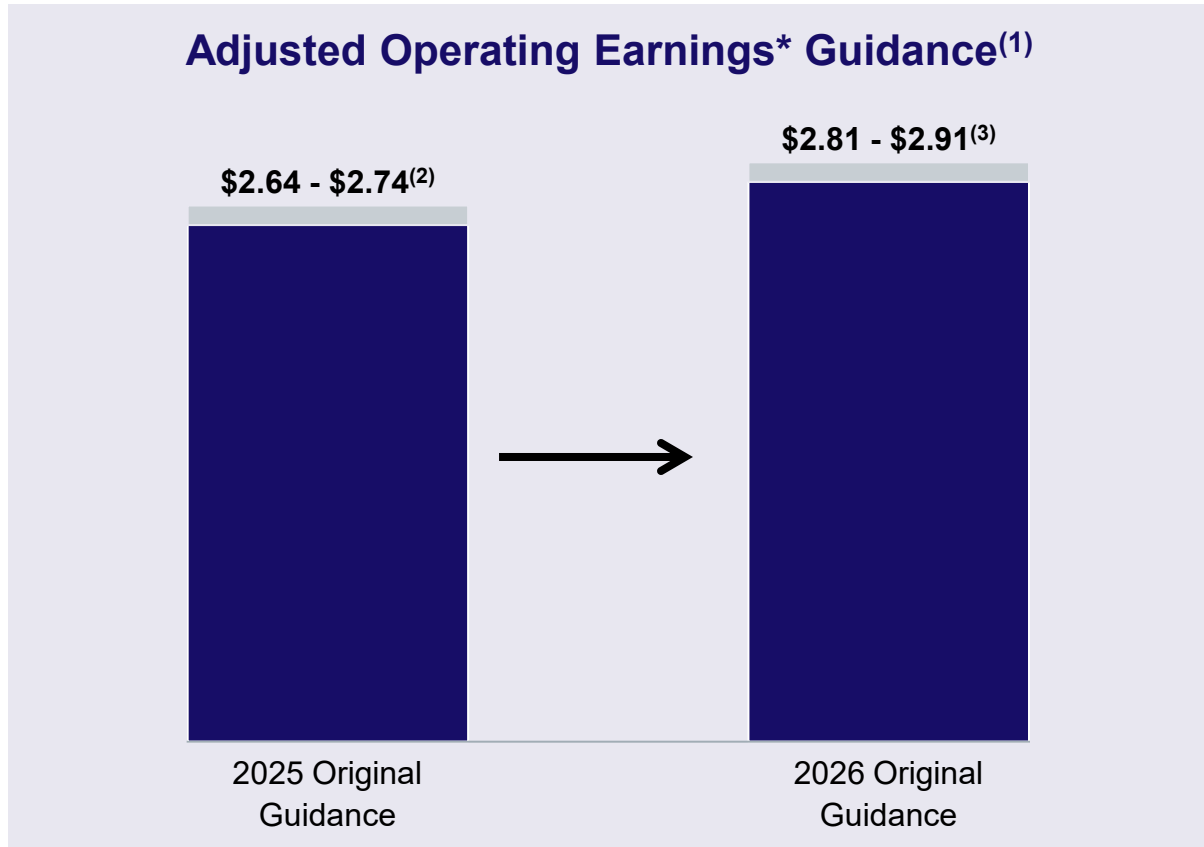 Adjusted Operating Earnings* Guidance(1)
$2.64 - $2.74(2)
$2.81 - $2.91(3)
2025 Original
Guidance
2026 Original
Guidance